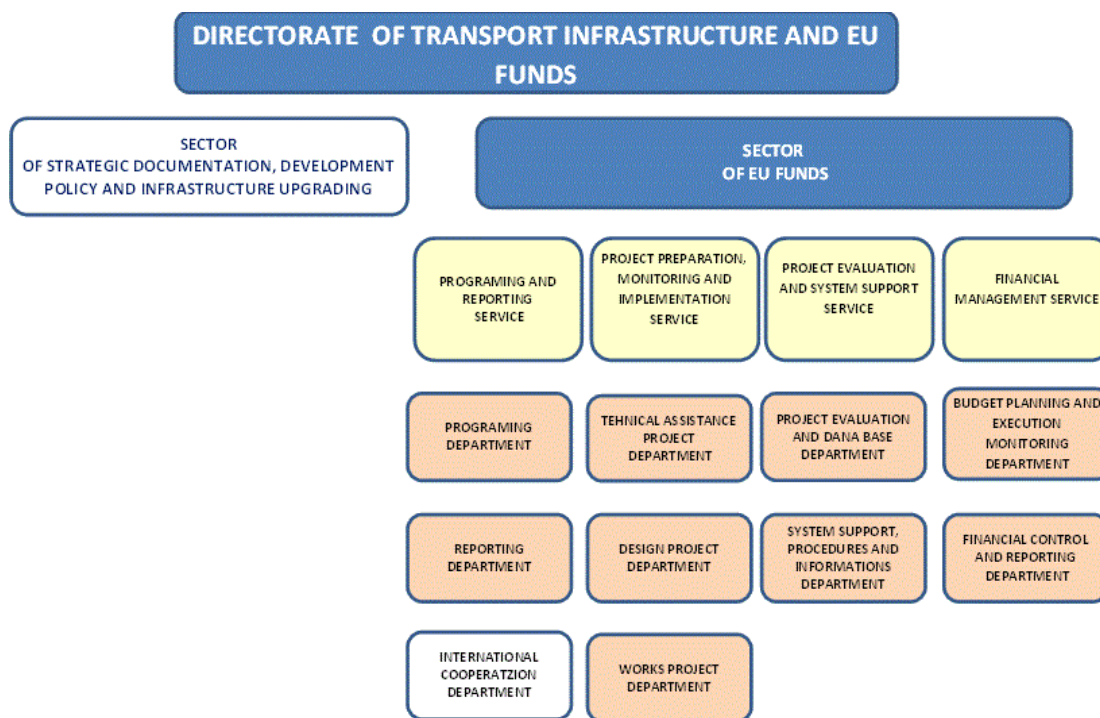 DIRECTORATE OF TRANSPORT INFRASTRUCTURE AND EU
FUNDS
SECTOR
OF STRATEGIC DOCUMENTATION, DEVELOPMENT
POLICY AND INFRASTRUCTURE UPGRADING
SECTOR
OF EU FUNDS
PROGRAMING AND
REPORTING
SERVICE
PROJECT PREPARATION,
MONITORING AND
IMPLEMENTATION
SERVICE
PROJECT EVALUATION
AND SYSTEM SUPPORT
SERVICE
FINANCIAL
MANAGEMENT SERVICE
PROGRAMING
DEPARTMENT
TEHNICAL ASSISTANCE
PROJECT
DEPARTMENT
PROJECT EVALUATION
AND DANA BASE
DEPARTMENT
BUDGET PLANNING AND
EXECUTION
MONITORING
DEPARTMENT
REPORTING
DEPARTMENT
DESIGN PROJECT
DEPARTMENT
SYSTEM SUPPORT,
PROCEDURES AND
INFORMATIONS
DEPARTMENT
FINANCIAL CONTROL
AND REPORTING
DEPARTMENT
INTERNATIONAL
COOPERATZION
DEPARTMENT
WORKS PROJECT
DEPARTMENT